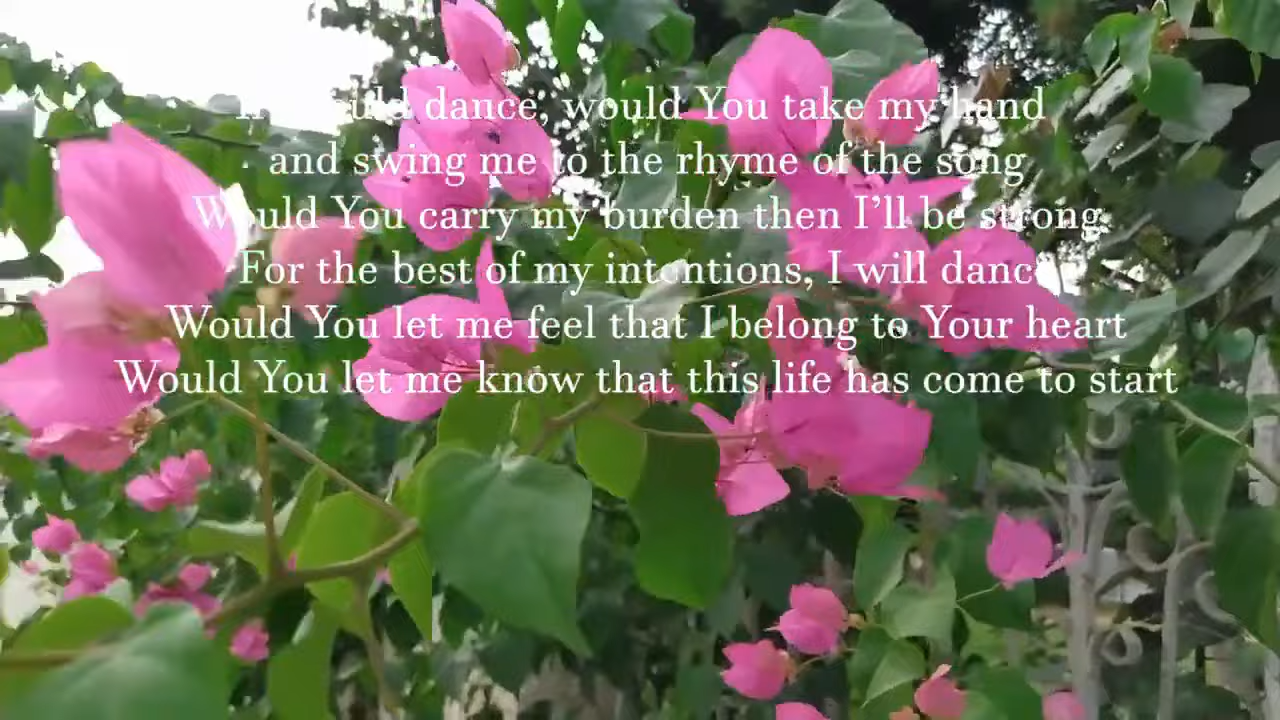 dance, would You take my hand
and swing me to the rhyme of the song
Would You carry my burden then I'll be strong
For the best of my intentions, I will dance
Would You let me feel that I belong to Your heart
Would You let me know that this life has come to start